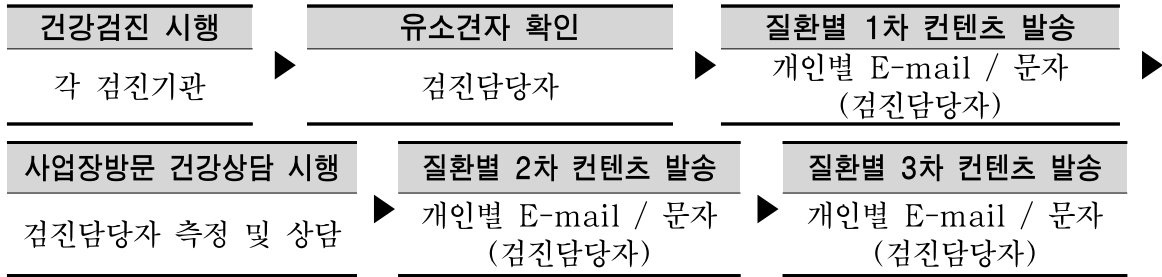 건강검진 시행
▶
유소견자 확인
▶
질환별 1차 컨텐츠 발송
▶
각 검진기관
검진담당자
개인별 E-mail / 문자
(검진담당자)
사업장방문 건강상담 시행
▶
질환별 2차 컨텐츠 발송
▶
질환별 3차 컨텐츠 발송
검진담당자 측정 및 상담
개인별 E-mail / 문자
(검진담당자)
개인별 E-mail / 문자
(검진담당자)